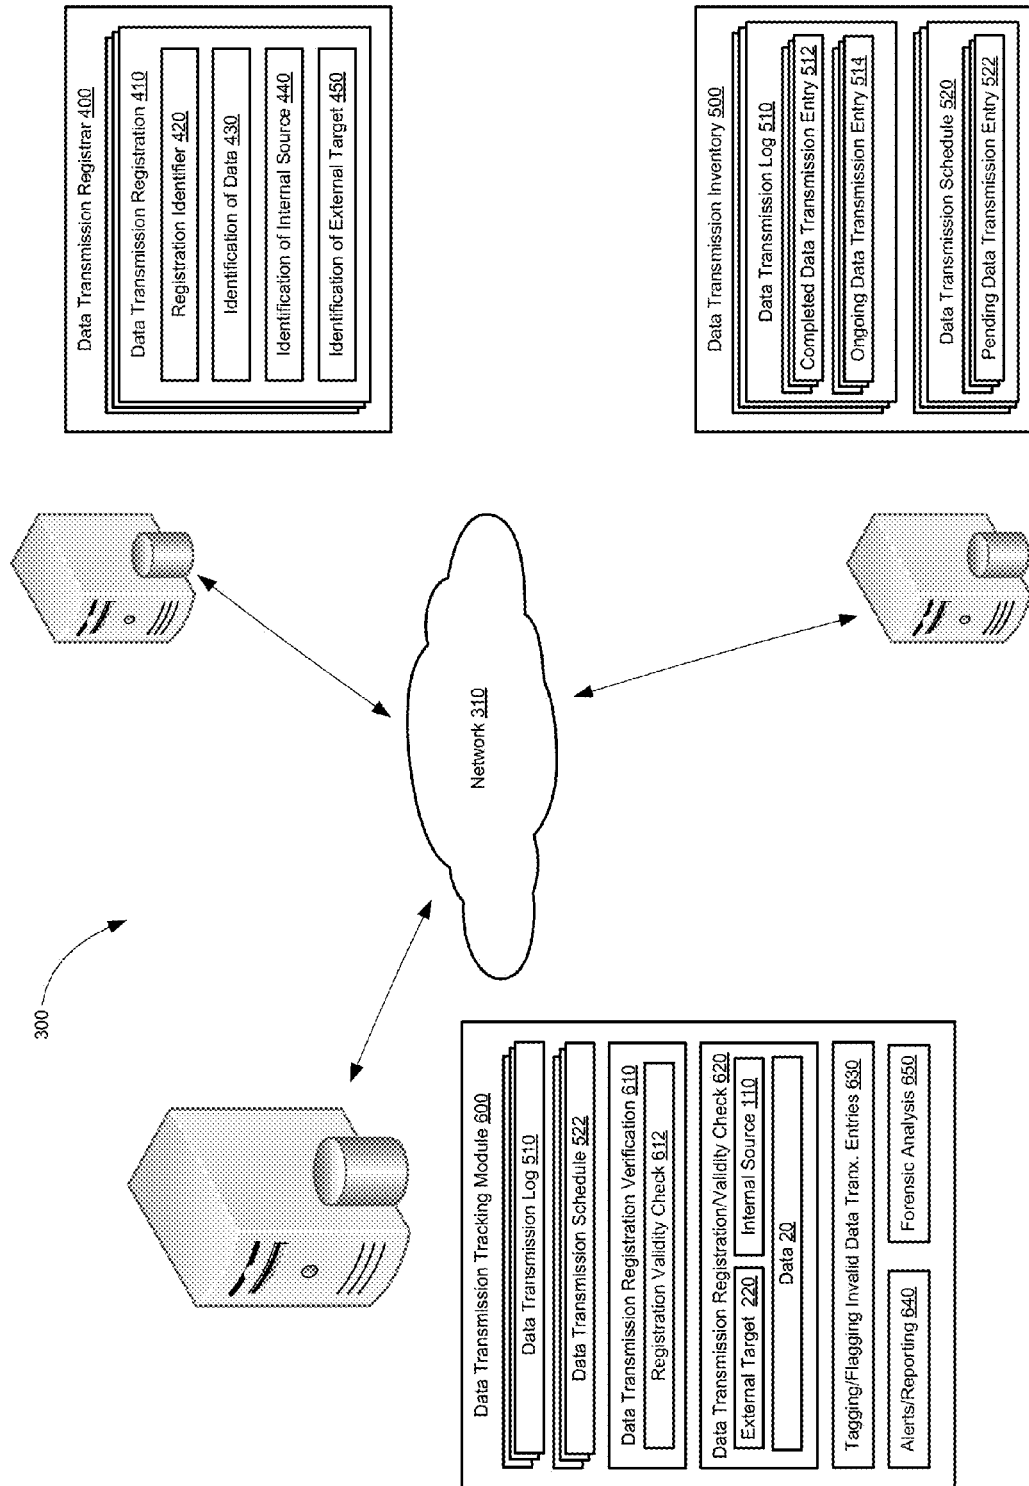 300
Data Transmission Registrar 400
Data Transmission Registration 410
Registration Identifier 420
Identification of Data 430
Identification of Internal Source 440
Identification of External Target 450
Network 310
Data Transmission Tracking Module 600
Data Transmission Log 510
Data Transmission Schedule 522
Data Transmission Registration Verification 610
Registration Validity Check 612
Data Transmission Registration/Validity Check 620
External Target 220
Internal Source 110
Data 20
Tagging/Flagging Invalid Data Tranx. Entries 630
Alerts/Reporting 640
Forensic Analysis 650
Data Transmission Inventory 500
Data Transmission Log 510
Completed Data Transmission Entry 512
Ongoing Data Transmission Entry 514
Data Transmission Schedule 520
Pending Data Transmission Entry 522